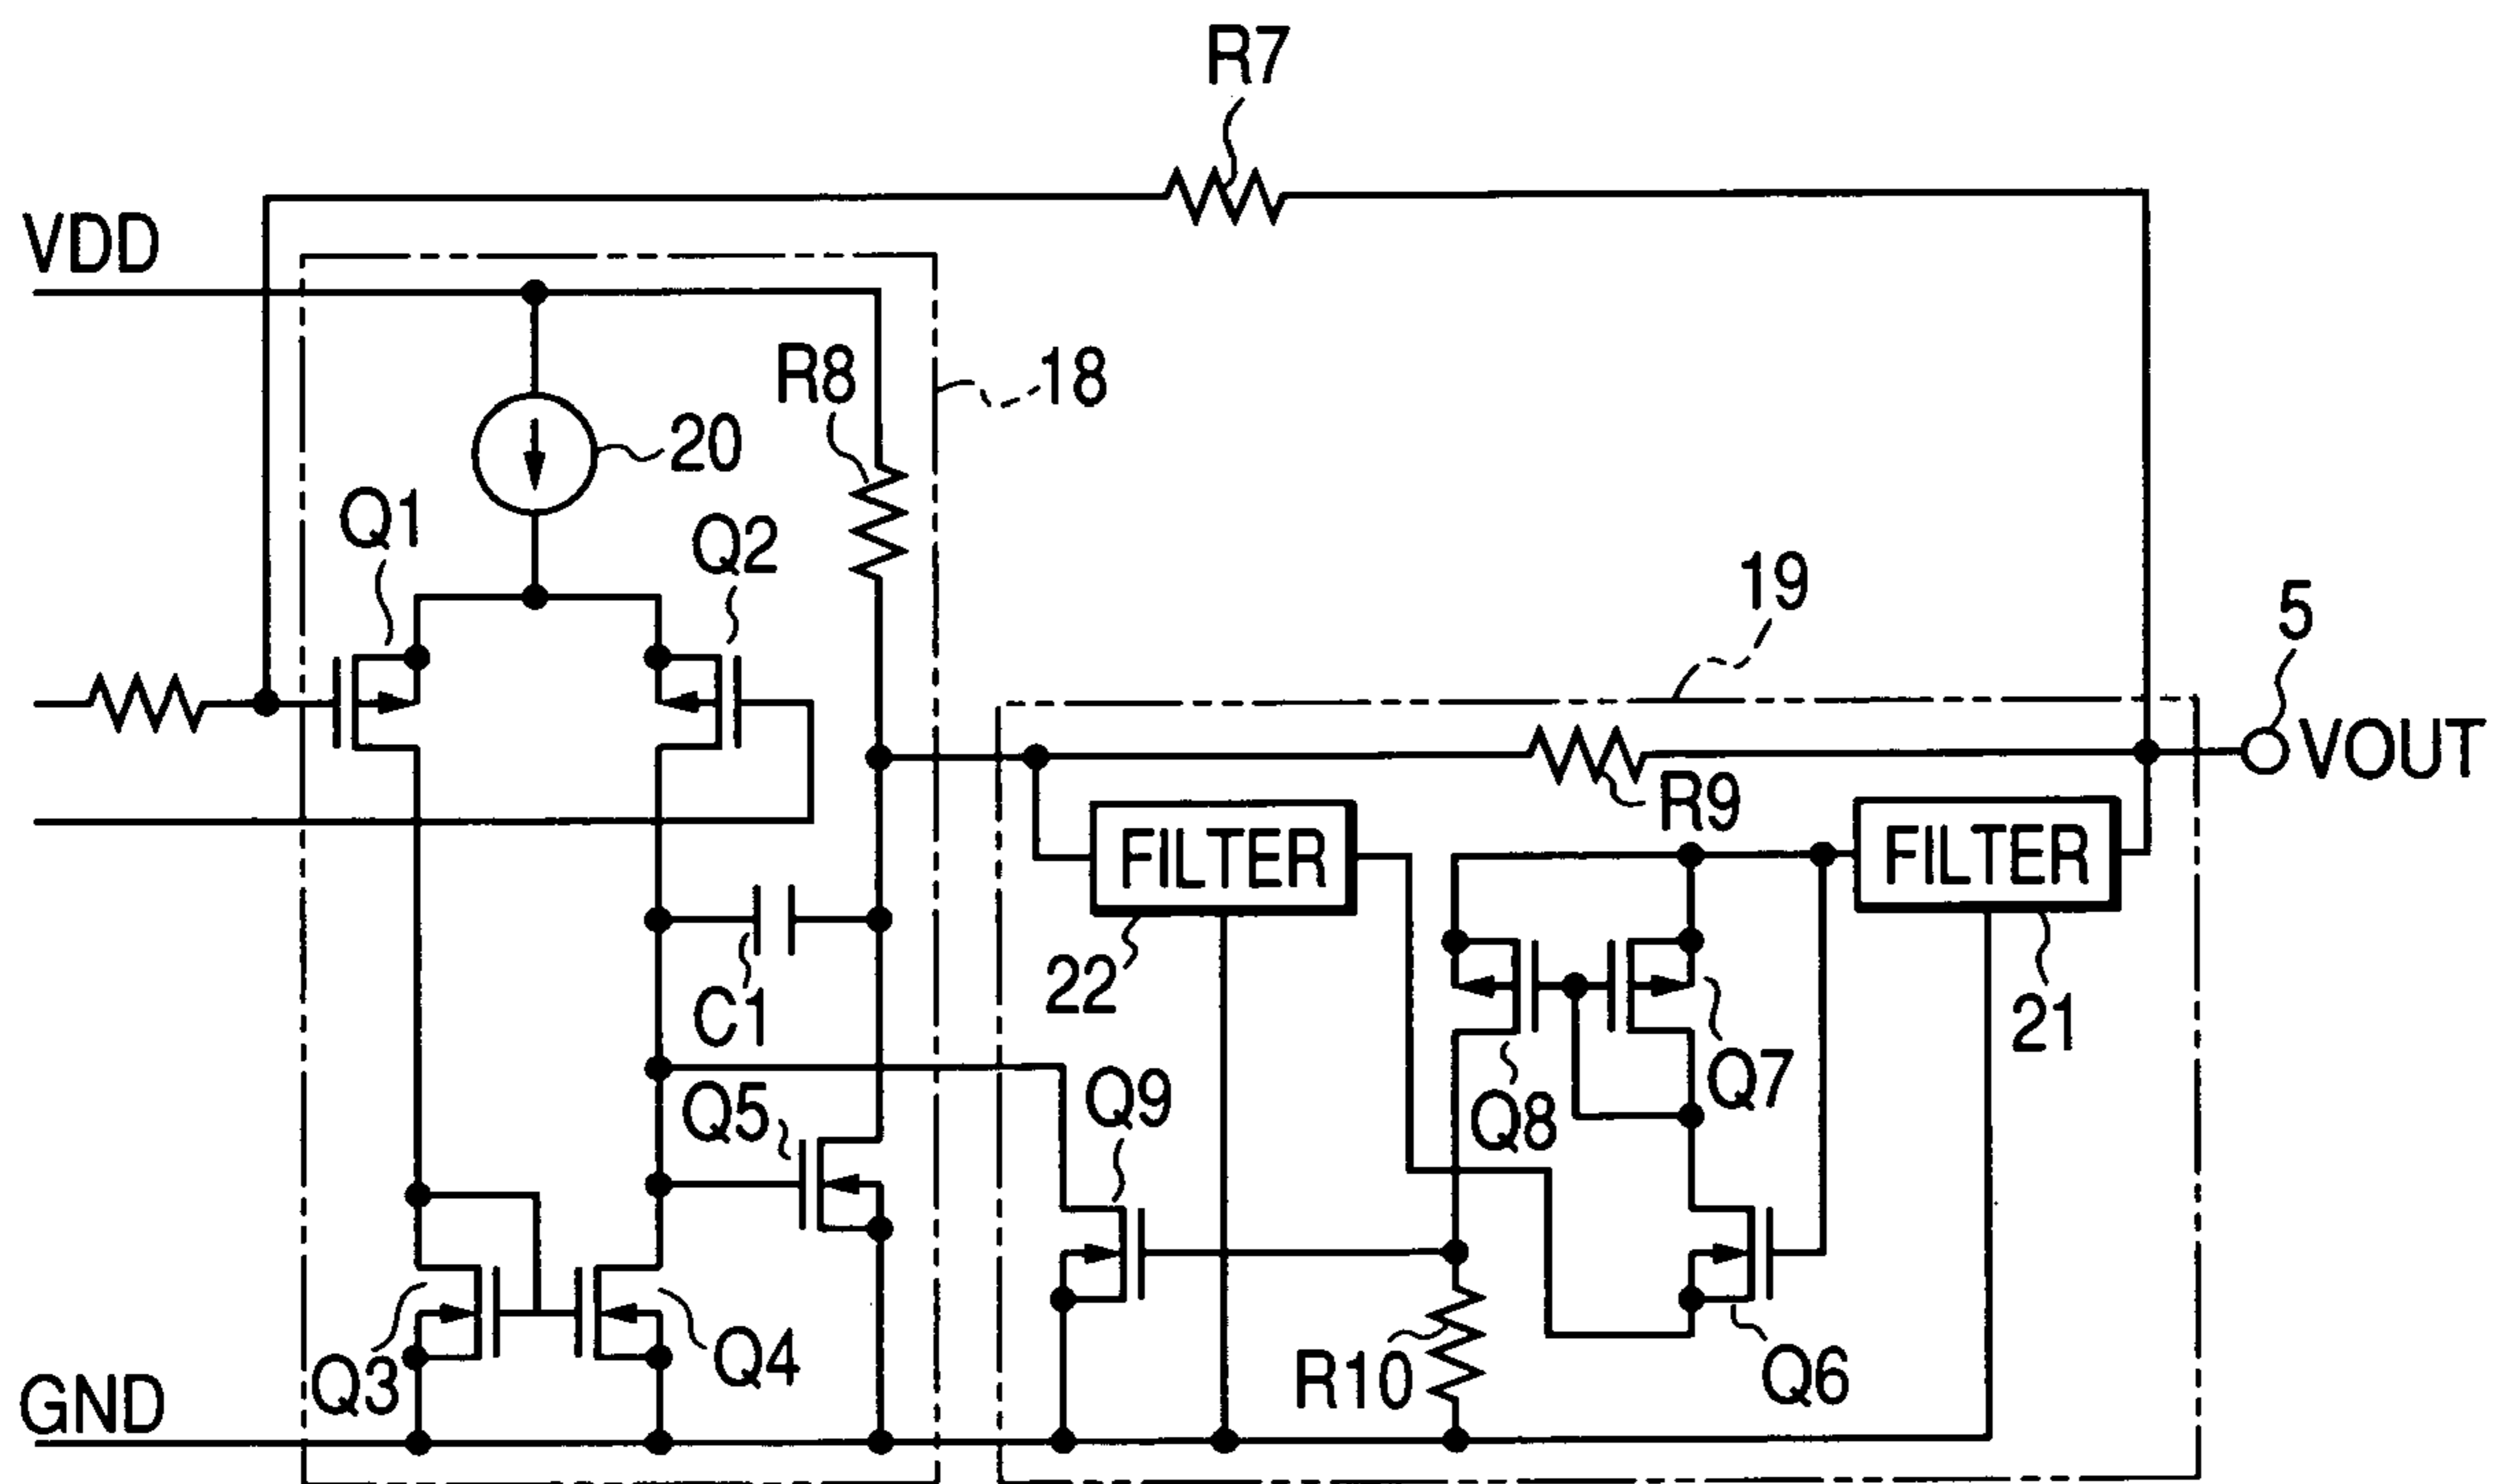 R7
VDD
R8
18
20
Q1
Q2
19
5
VOUT
R9
FILTER
FILTER
22
C1
21
Q7
Q5
Q9
Q8
Q3
Q4
R10
Q6
GND